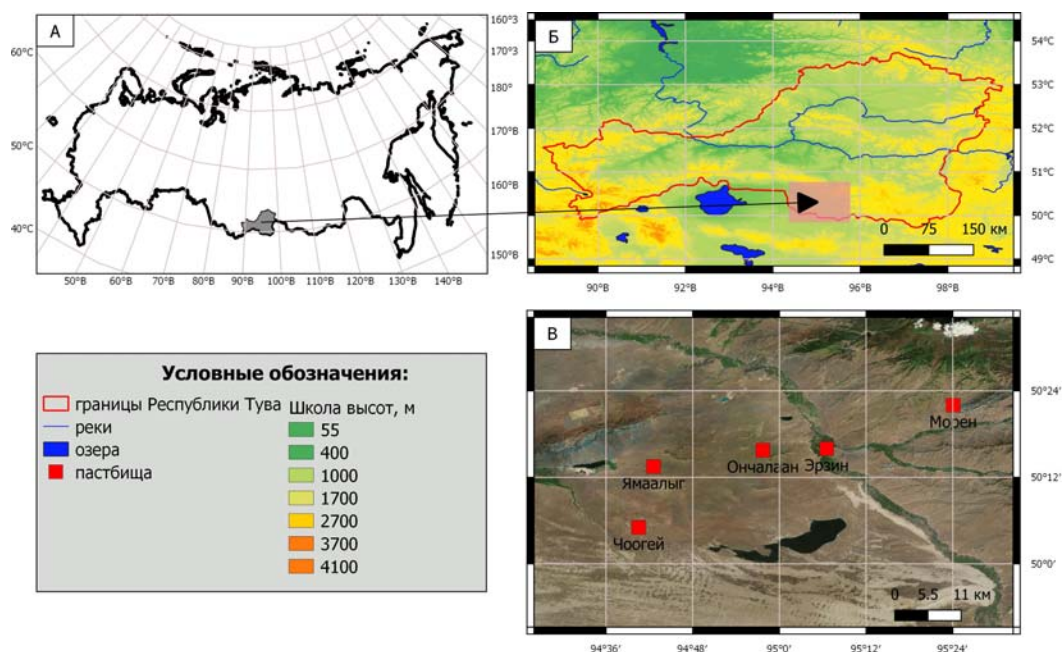 А
60°С
50°С
40°С
160°З
170°З
180°
170°В
160°В
150°В
50°В
60°В
70°В
80°В
90°В
100°В
110°В
120°В
130°В
140°В
Б
54°С
53°С
52°С
51°С
50°С
49°С
0 75 150 км
90°В
92°В
94°В
96°В
98°В
Условные обозначения:
границы Республики Тува
реки
озера
пастбища
Школа высот, м
55
400
1000
1700
2700
3700
4100
В
Морен
Эрзин
Ончалаан
Ямаалыг
Чоогей
50°24'
50°12'
50°0'
0 5.5 11 км
94°36'
94°48'
95°0'
95°12'
95°24'